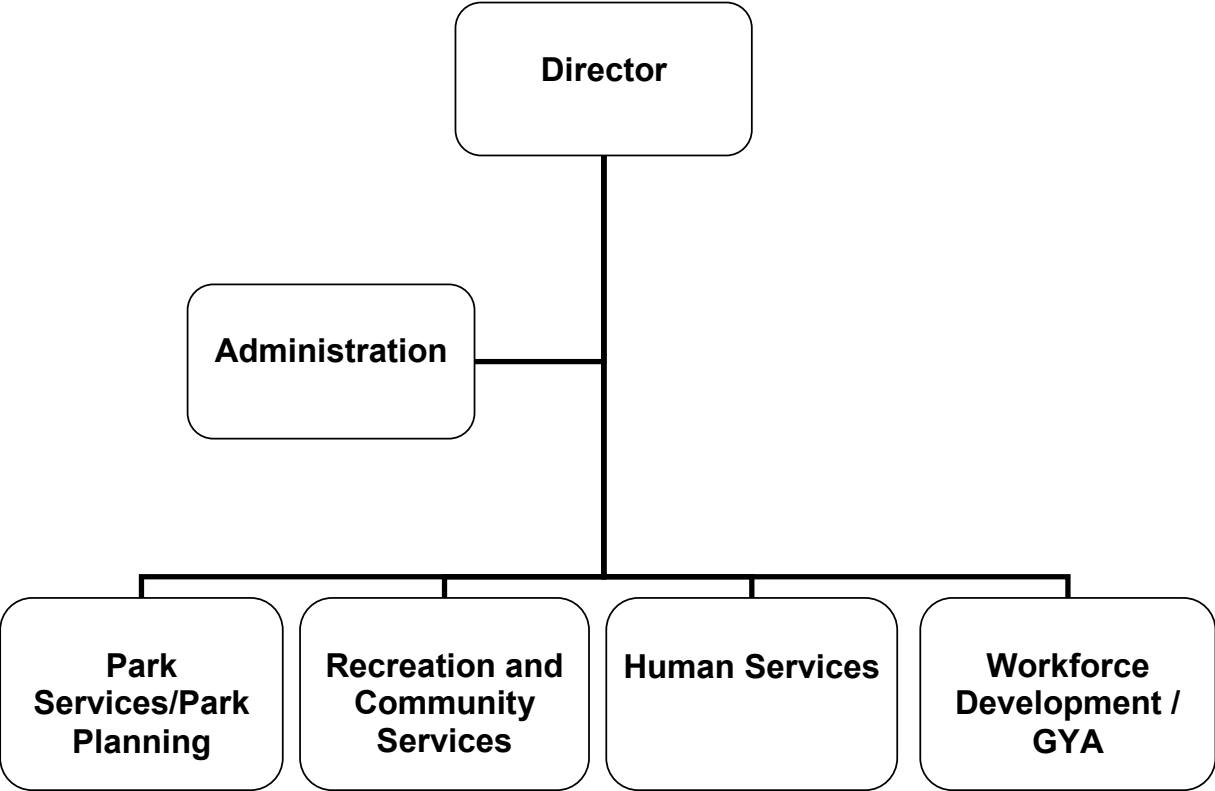 Director
Administration
Park
Services/Park
Planning
Recreation and
Community
Services
Human Services
Workforce
Development /
GYA